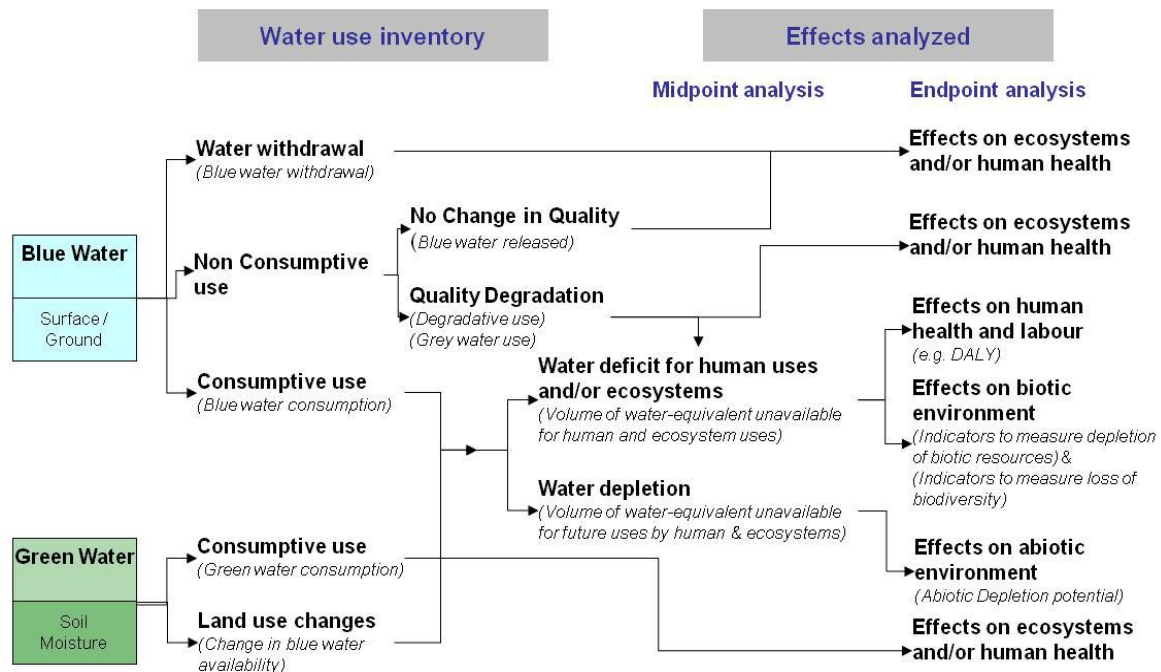 Water use inventory
Effects analyzed
Midpoint analysis
Endpoint analysis
Blue Water
Surface /
Ground
Water withdrawal
(Blue water withdrawal)
Non Consumptive
use
No Change in Quality
(Blue water released)
Quality Degradation
(Degradative use)
(Grey water use)
Consumptive use
(Blue water consumption)
Water deficit for human uses
and/or ecosystems
(Volume of water-equivalent unavailable
for human and ecosystem uses)
Water depletion
(Volume of water-equivalent unavailable
for future uses by human & ecosystems)
Green Water
Soil
Moisture
Consumptive use
(Green water consumption)
Land use changes
(Change in blue water
availability)
Effects on ecosystems
and/or human health
Effects on ecosystems
and/or human health
Effects on human
health and labour
(e.g. DALY)
Effects on biotic
environment
(Indicators to measure depletion
of biotic resources) &
(Indicators to measure loss of
biodiversity)
Effects on abiotic
environment
(Abiotic Depletion potential)
Effects on ecosystems
and/or human health